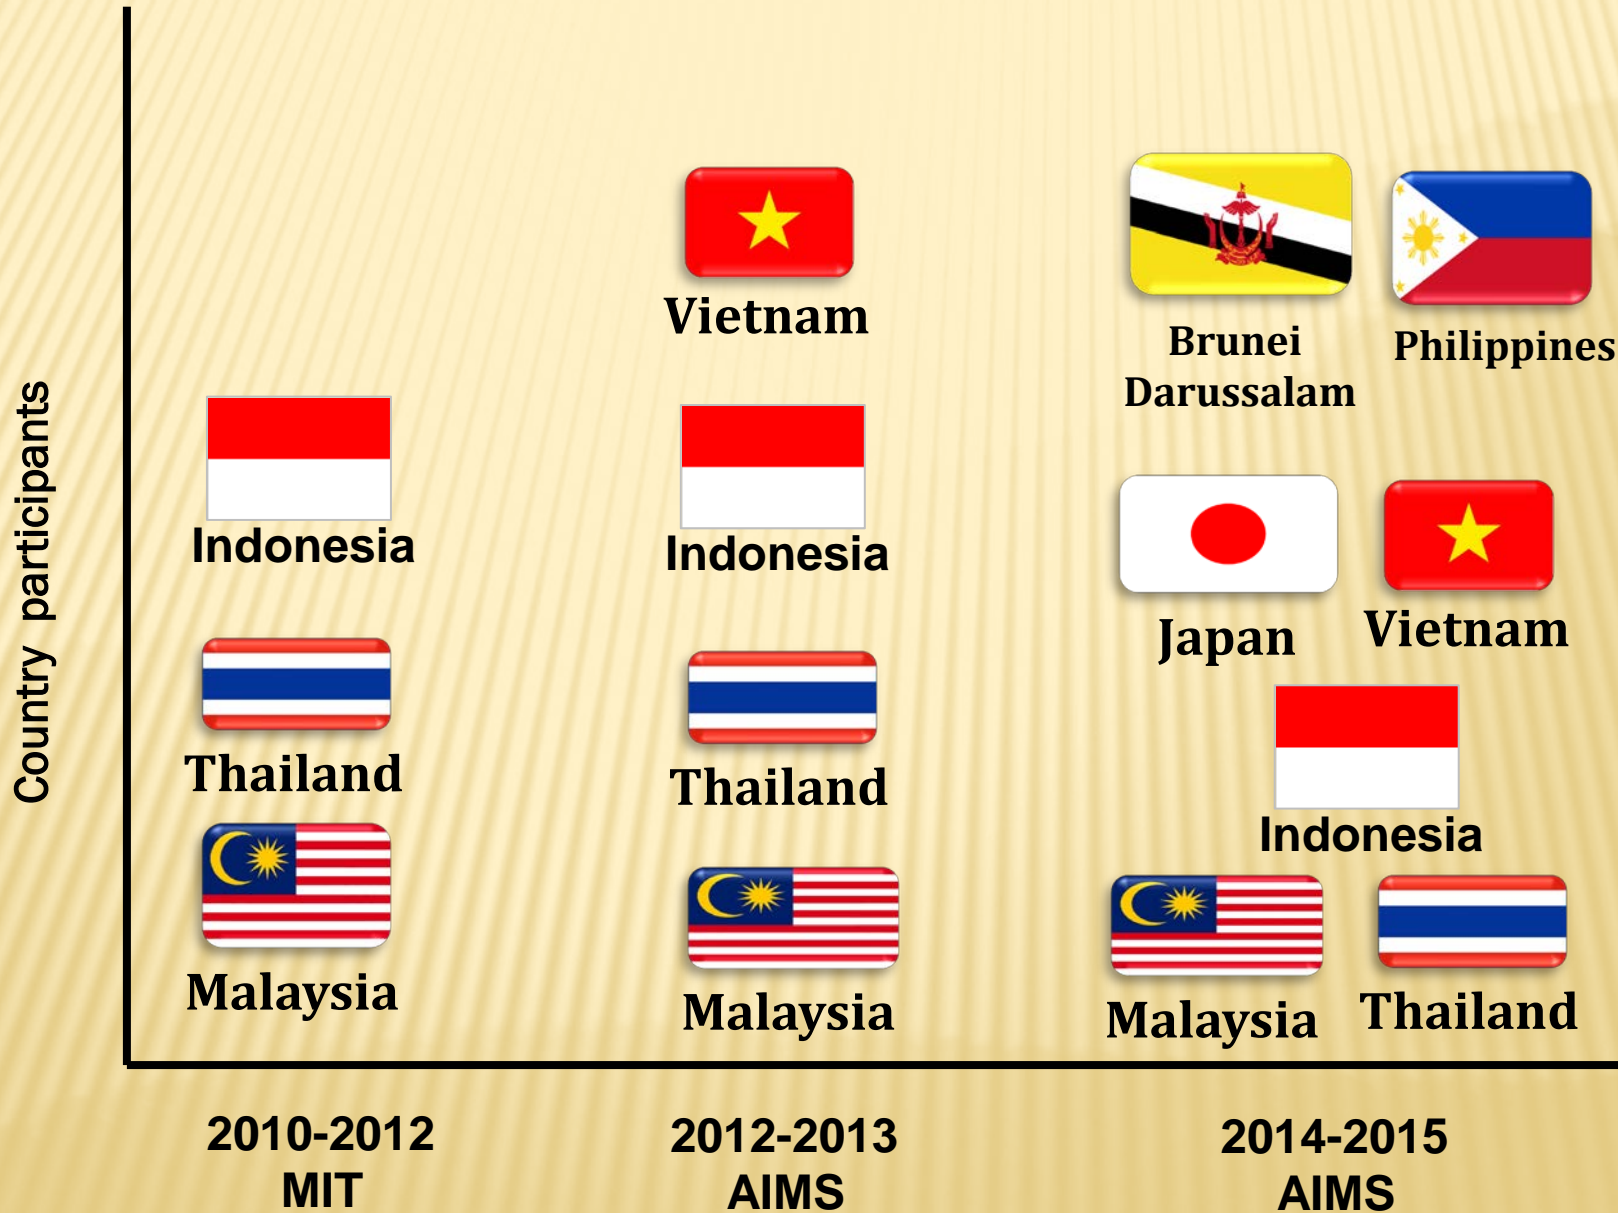 Country participants
Indonesia
Thailand
Malaysia
2010-2012
MIT
Vietnam
Indonesia
Thailand
Malaysia
2012-2013
AIMS
Brunei
Darussalam
Philippines
Japan
Vietnam
Indonesia
Malaysia
Thailand
2014-2015
AIMS